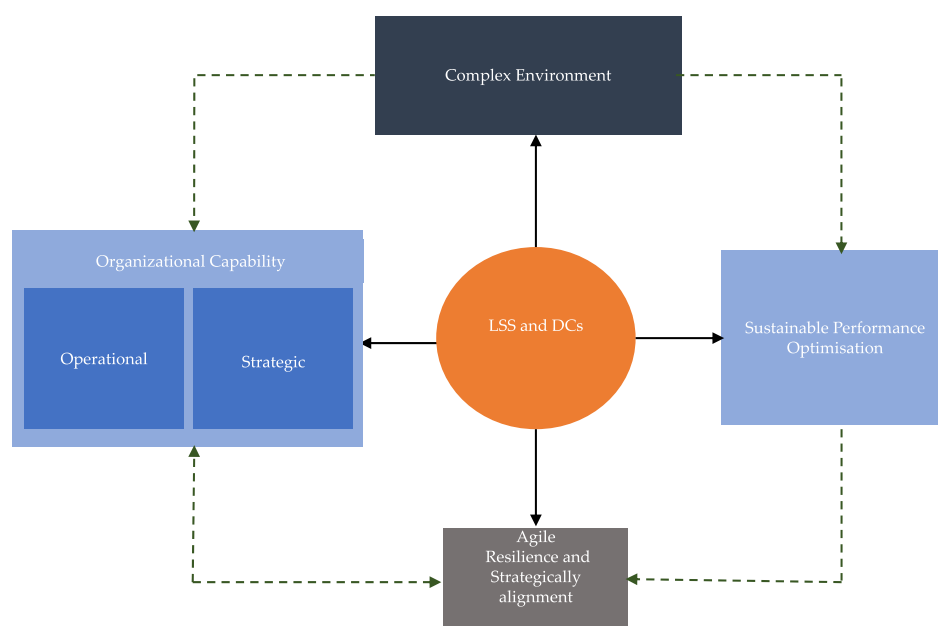 Complex Environment
Organizational Capability
Operational
Strategic
LSS and DCs
Sustainable Performance
Optimisation
Agile
Resilience and
Strategically
alignment